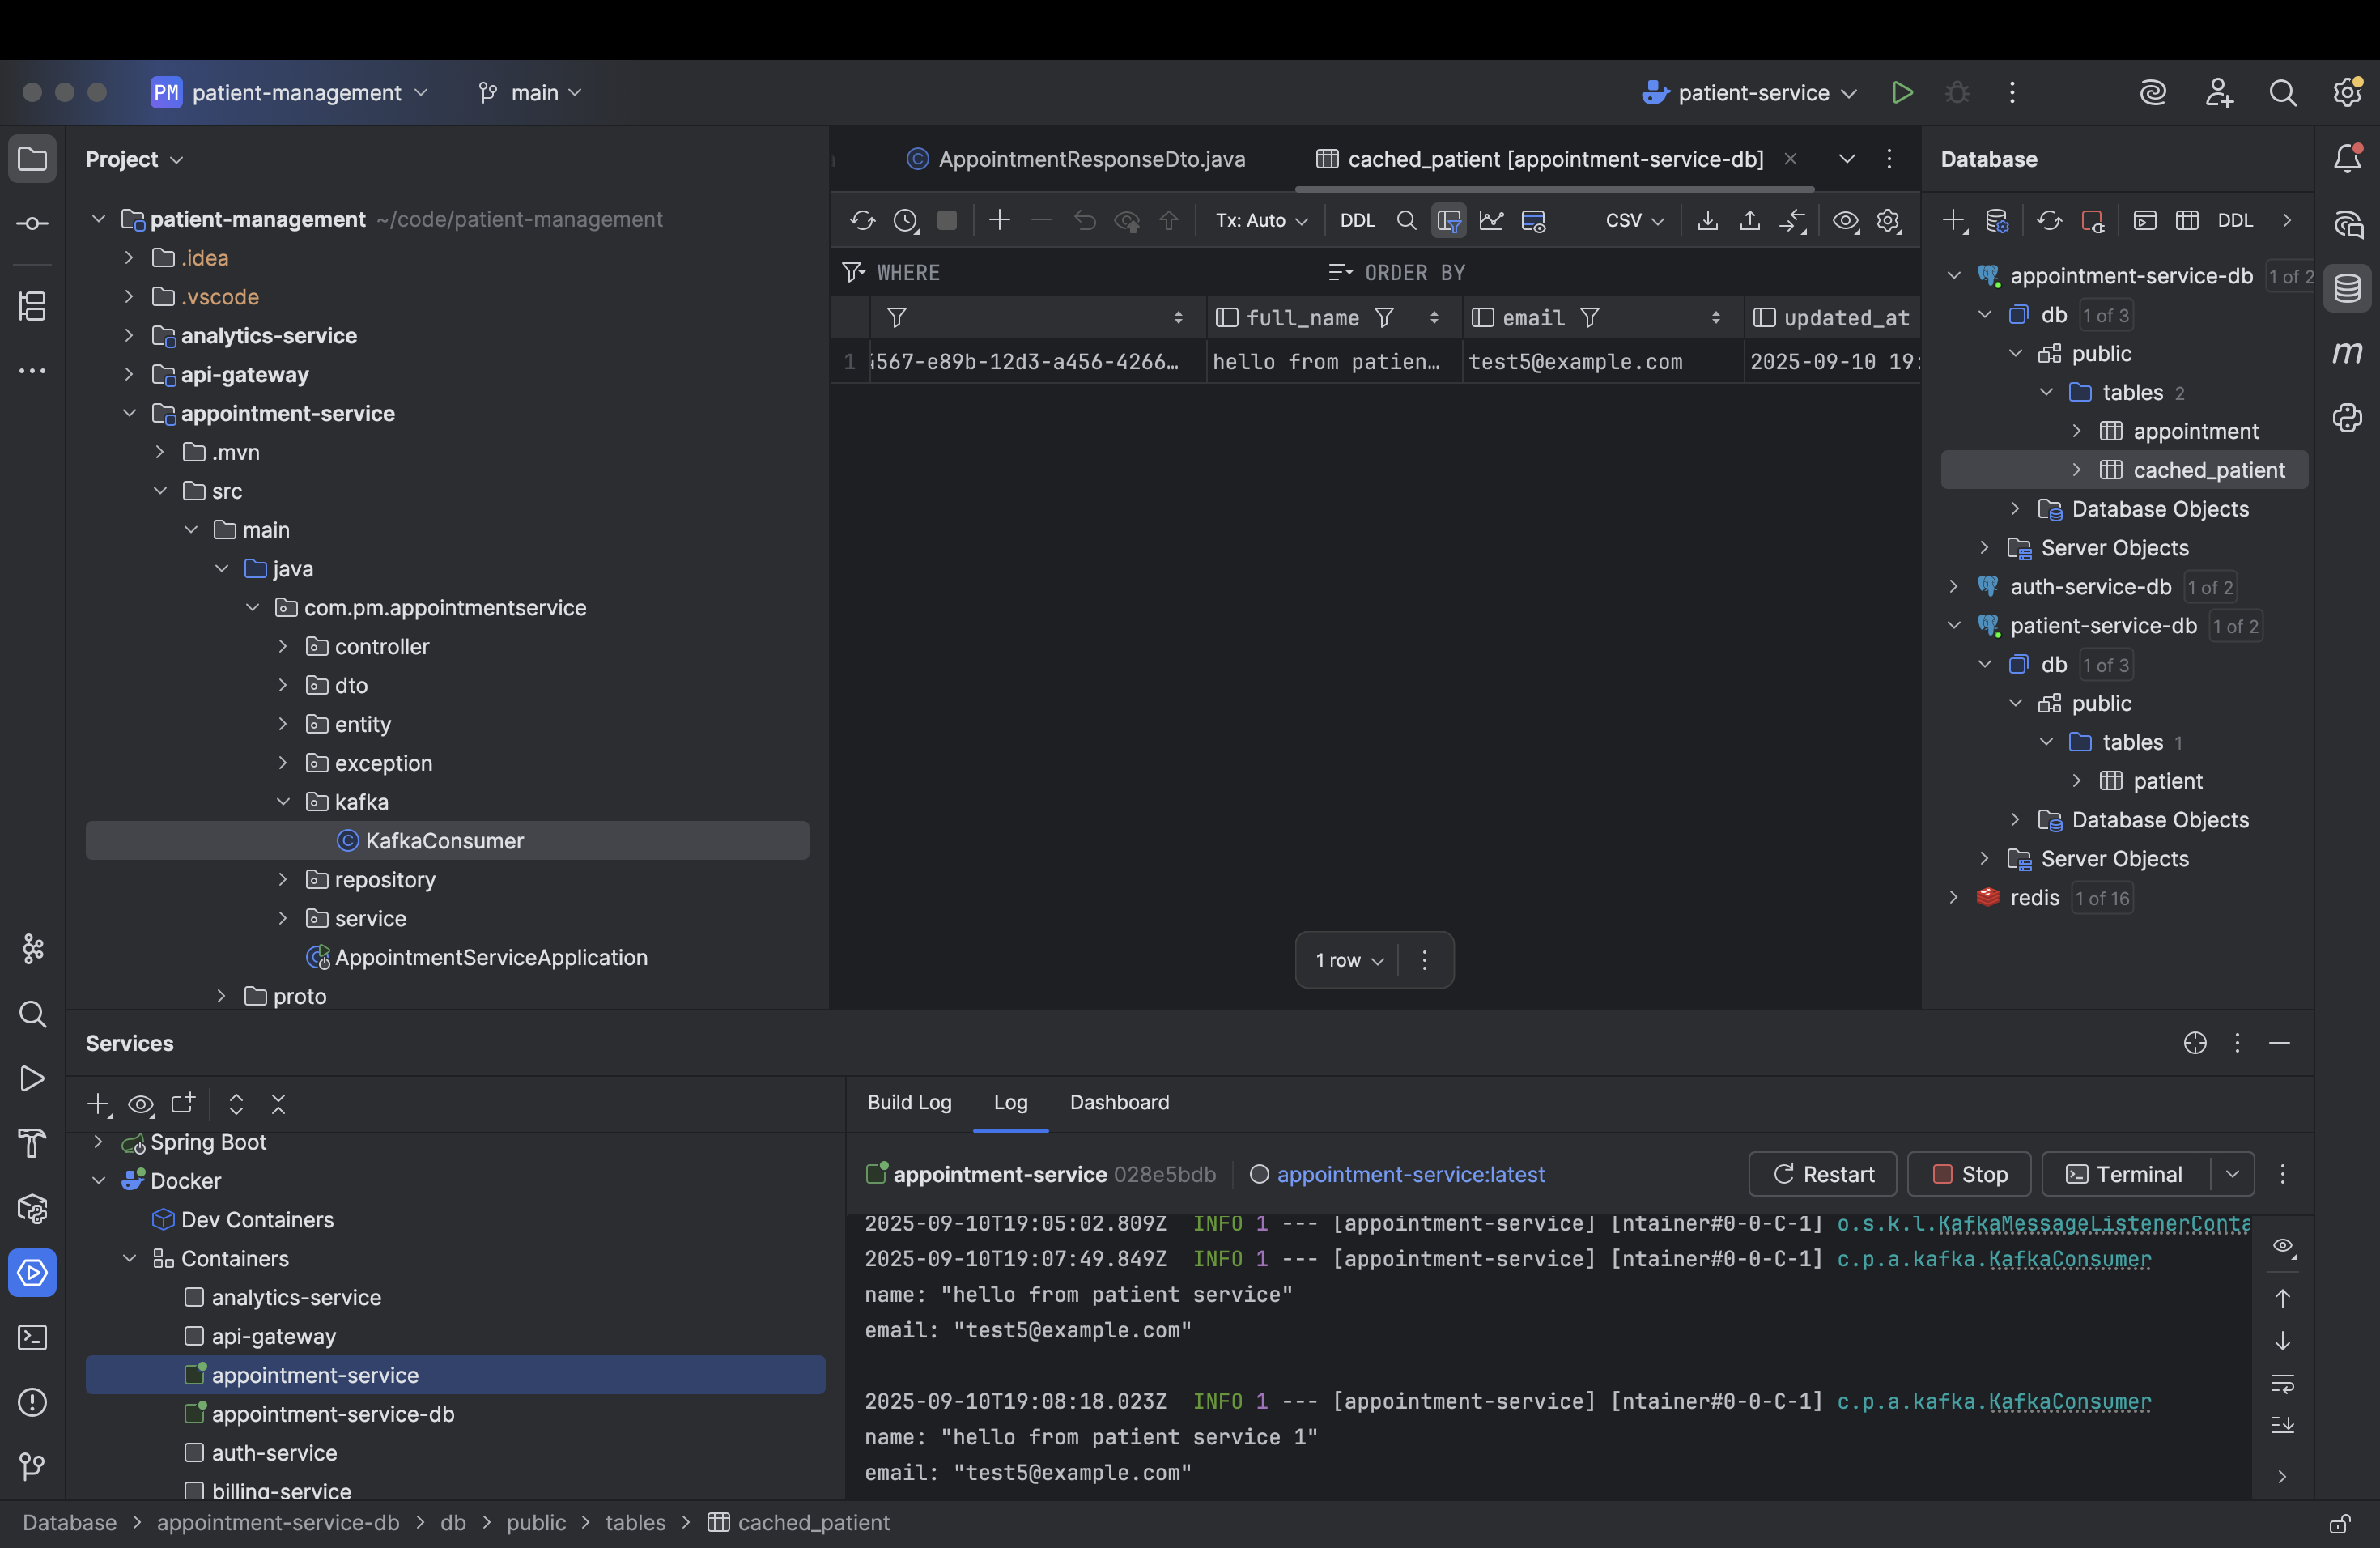 PM patient-management main patient-service
Project
patient-management ~/code/patient-management
.idea
.vscode
analytics-service
api-gateway
appointment-service
.mvn
src
main
java
com.pm.appointmentservice
controller
dto
entity
exception
kafka
KafkaConsumer
repository
service
AppointmentServiceApplication
proto
AppointmentResponseDto.java cached_patient [appointment-service-db]
Tx: Auto DDL CSV
WHERE ORDER BY
full_name email updated_at
1 4567-e89b-12d3-a456-4266… hello from patien… test5@example.com 2025-09-10 19:
1 row
Database
DDL
appointment-service-db 1 of 2
db 1 of 3
public
tables 2
appointment
cached_patient
Database Objects
Server Objects
auth-service-db 1 of 2
patient-service-db 1 of 2
db 1 of 3
public
tables 1
patient
Database Objects
Server Objects
redis 1 of 16
m
Services
Spring Boot
Docker
Dev Containers
Containers
analytics-service
api-gateway
appointment-service
appointment-service-db
auth-service
billing-service
Build Log Log Dashboard
appointment-service 028e5bdb appointment-service:latest Restart Stop Terminal
2025-09-10T19:05:02.809Z INFO 1 --- [appointment-service] [ntainer#0-0-C-1] o.s.k.l.KafkaMessageListenerConta
2025-09-10T19:07:49.849Z INFO 1 --- [appointment-service] [ntainer#0-0-C-1] c.p.a.kafka.KafkaConsumer
name: "hello from patient service"
email: "test5@example.com"
2025-09-10T19:08:18.023Z INFO 1 --- [appointment-service] [ntainer#0-0-C-1] c.p.a.kafka.KafkaConsumer
name: "hello from patient service 1"
email: "test5@example.com"
Database > appointment-service-db > db > public > tables > cached_patient